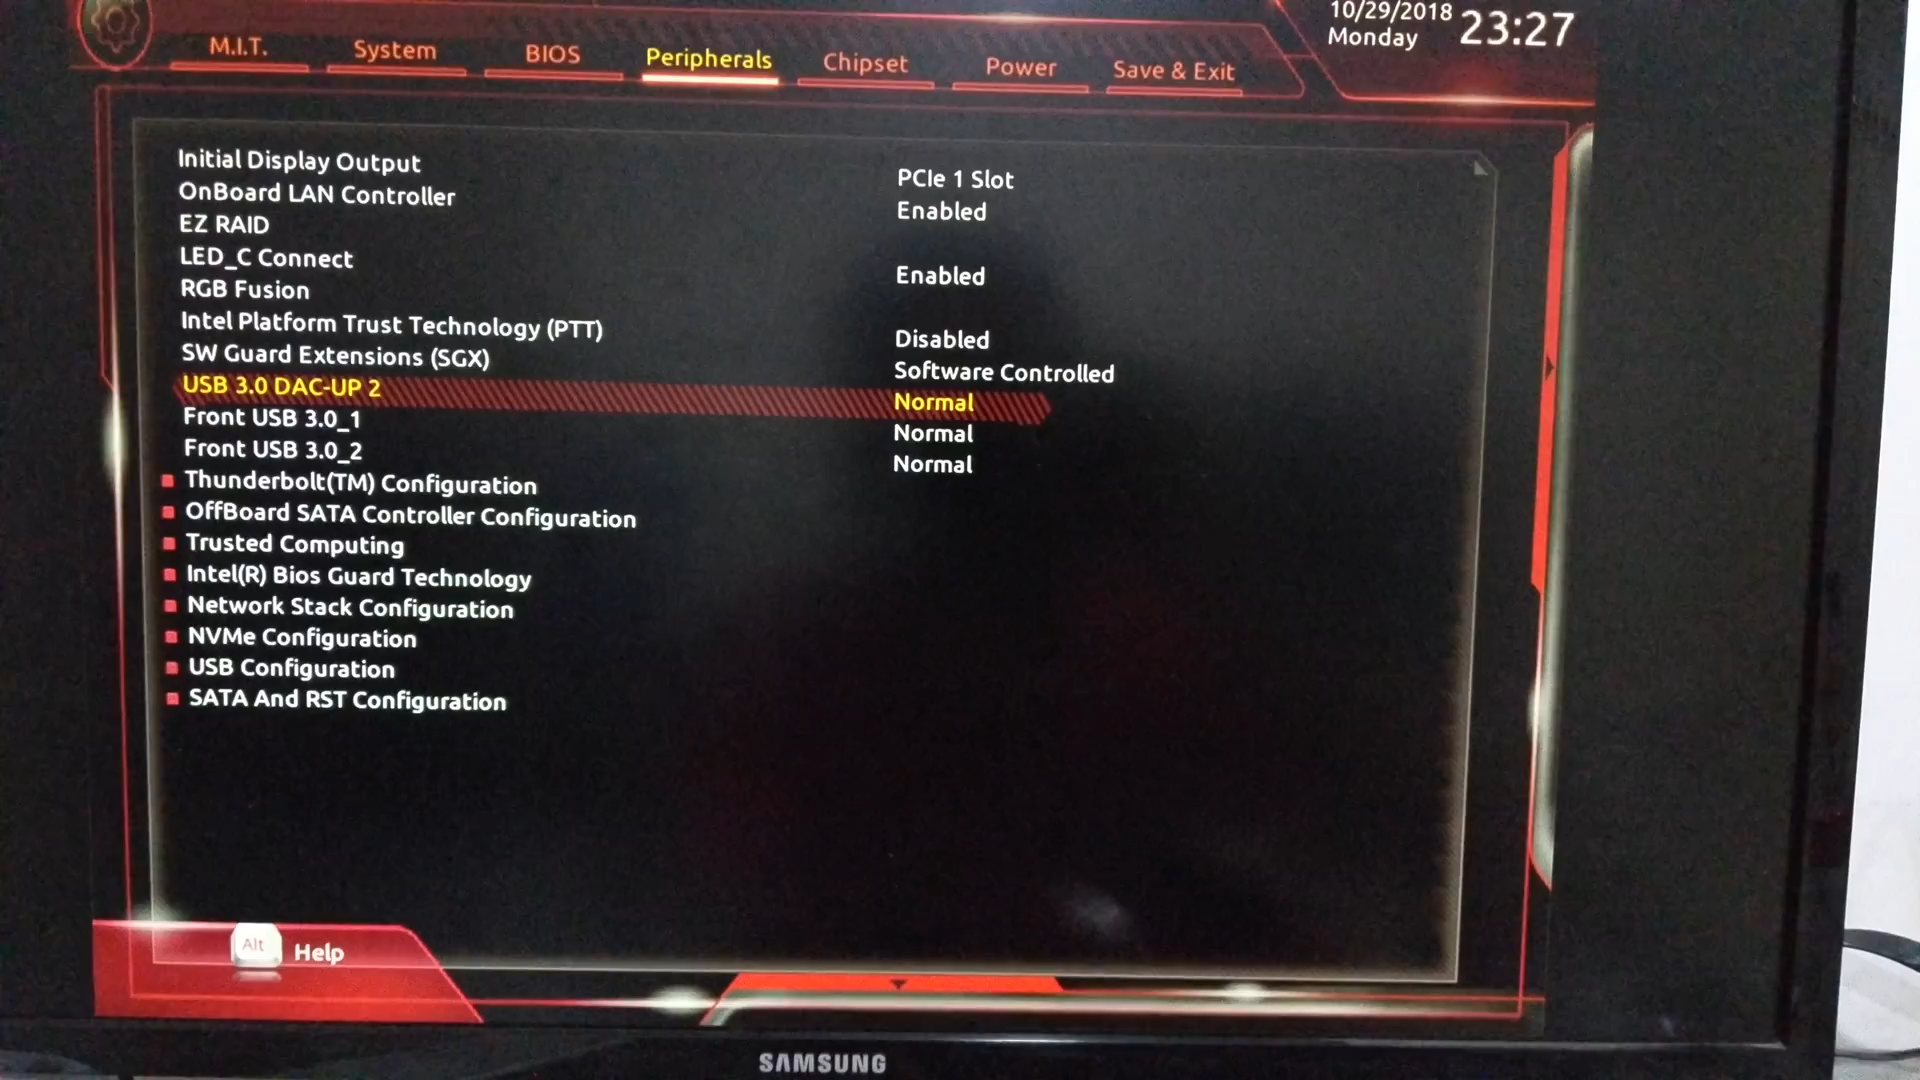 10/29/2018 23:27
Monday
M.I.T. System BIOS Peripherals Chipset Power Save & Exit
Initial Display Output PCIe 1 Slot
OnBoard LAN Controller Enabled
EZ RAID
LED_C Connect Enabled
RGB Fusion
Intel Platform Trust Technology (PTT) Disabled
SW Guard Extensions (SGX) Software Controlled
USB 3.0 DAC-UP 2 Normal
Front USB 3.0_1 Normal
Front USB 3.0_2 Normal
Thunderbolt(TM) Configuration
OffBoard SATA Controller Configuration
Trusted Computing
Intel(R) Bios Guard Technology
Network Stack Configuration
NVMe Configuration
USB Configuration
SATA And RST Configuration
Alt Help
SAMSUNG